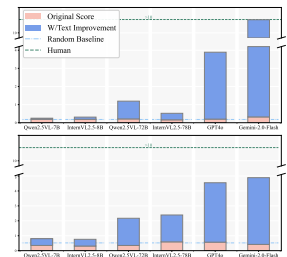 Original Score
W/Text Improvement
Random Baseline
Human
Qwen2.5VL-7B InternVL2.5-8B Qwen2.5VL-72B InternVL2.5-78B GPT4o Gemini-2.0-Flash
Qwen2.5VL-7B InternVL2.5-8B Qwen2.5VL-72B InternVL2.5-78B GPT4o Gemini-2.0-Flash